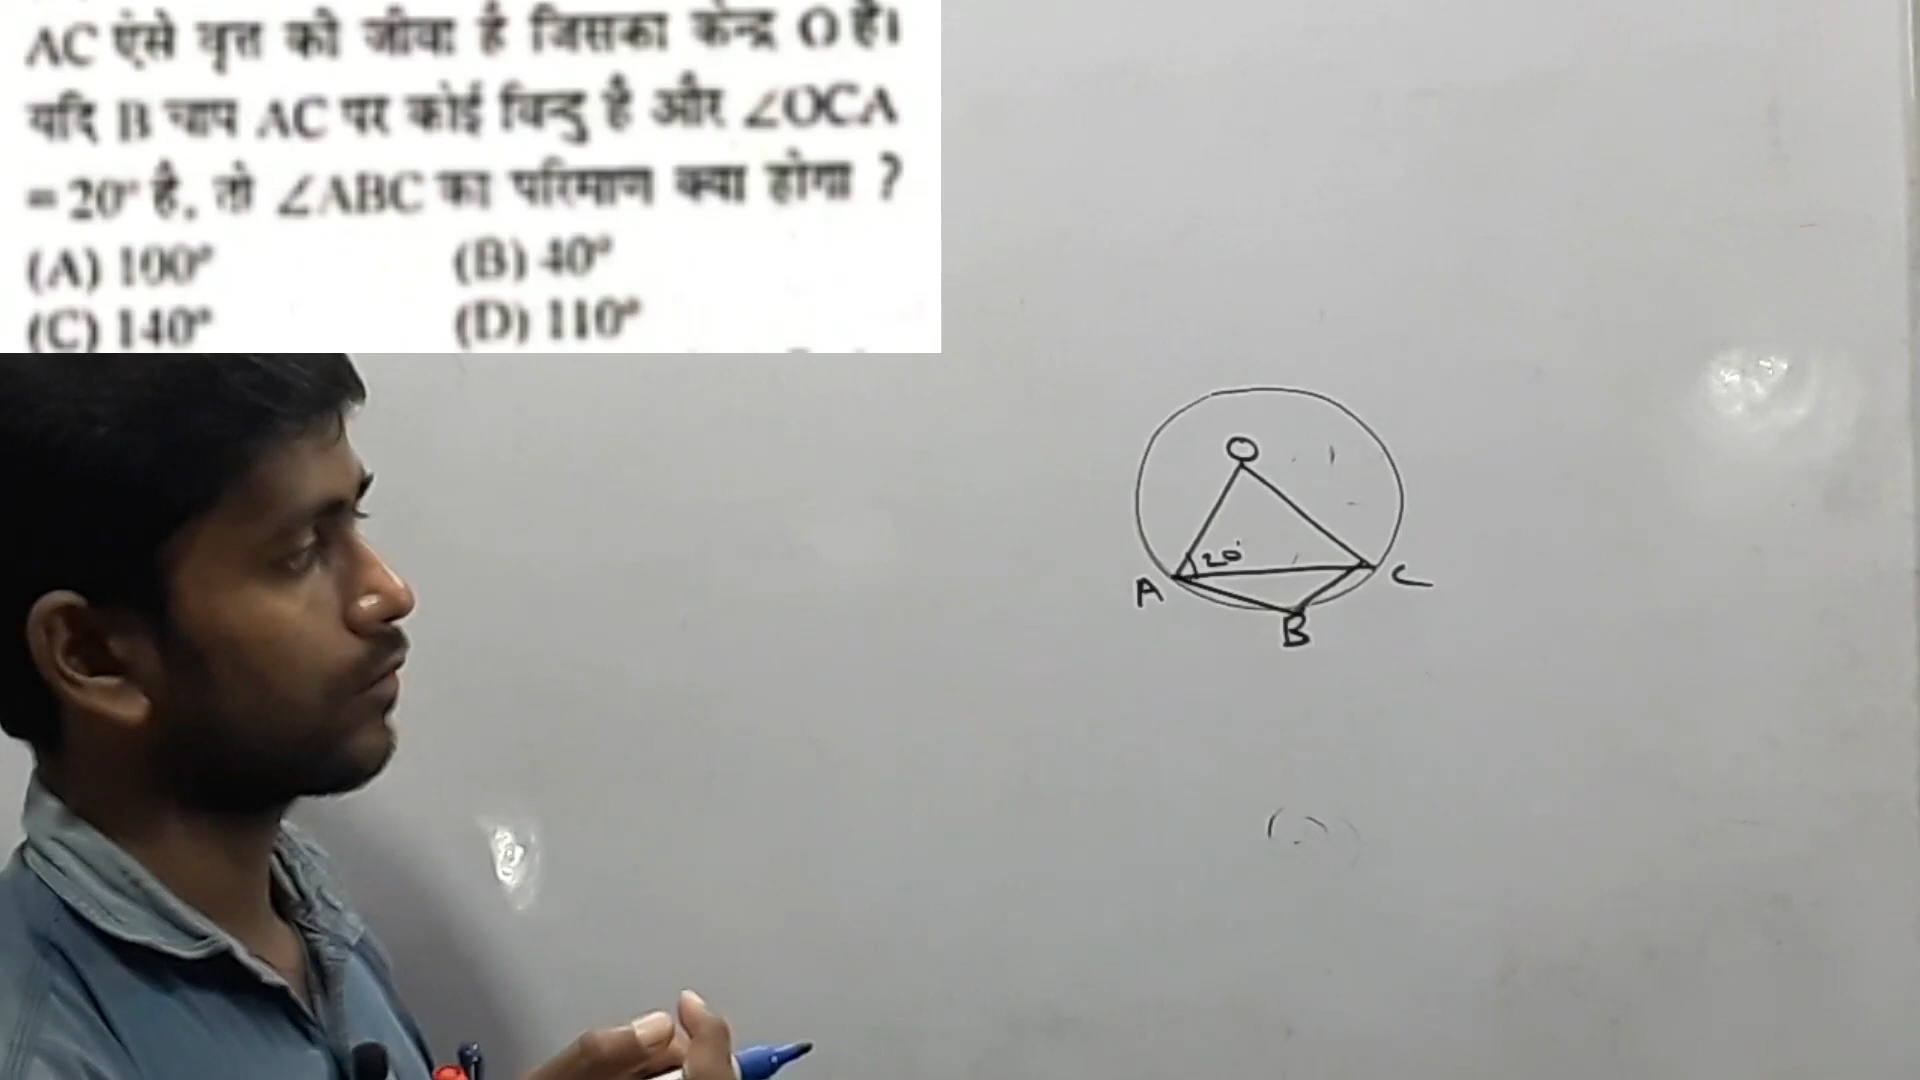 AC ऐसे वृत्त की जीवा है जिसका केन्द्र O है।
यदि B चाप AC पर कोई बिन्दु है और ∠OCA
= 20° है, तो ∠ABC का परिमाण क्या होगा ?
(A) 100° (B) 40°
(C) 140° (D) 110°
O
20°
A C
B